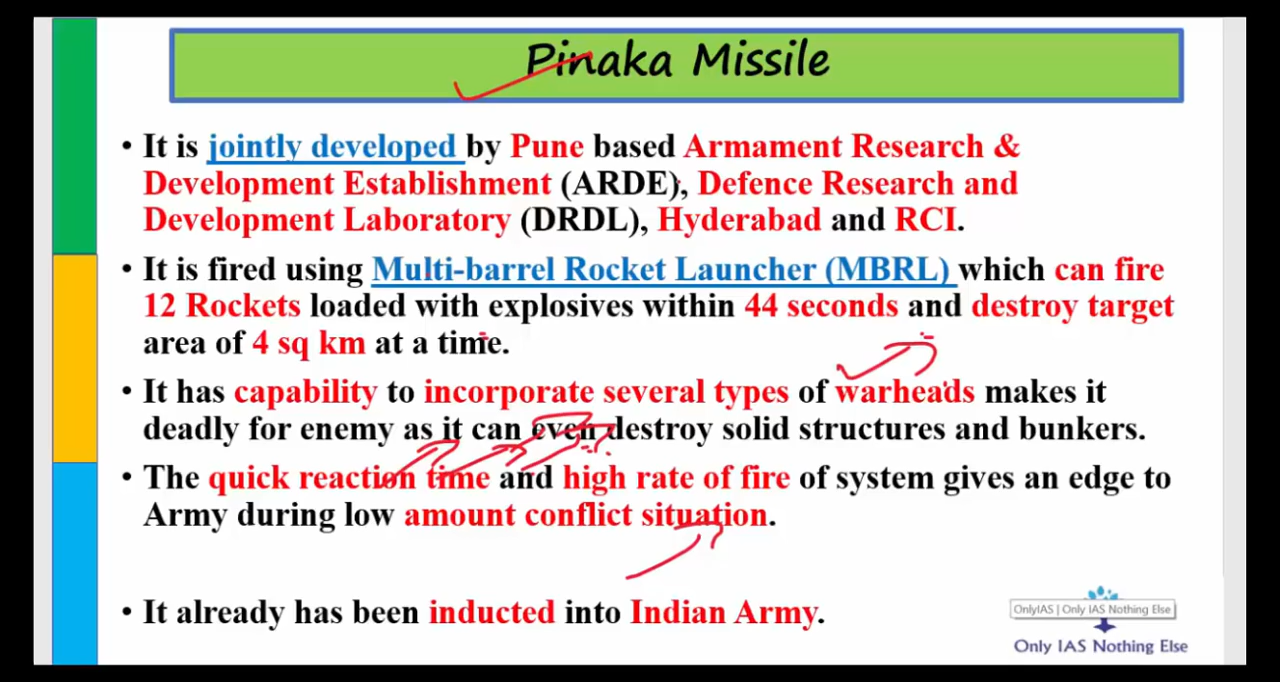 Pinaka Missile
• It is jointly developed by Pune based Armament Research &
Development Establishment (ARDE), Defence Research and
Development Laboratory (DRDL), Hyderabad and RCI.
• It is fired using Multi-barrel Rocket Launcher (MBRL) which can fire
12 Rockets loaded with explosives within 44 seconds and destroy target
area of 4 sq km at a time.
• It has capability to incorporate several types of warheads makes it
deadly for enemy as it can even destroy solid structures and bunkers.
• The quick reaction time and high rate of fire of system gives an edge to
Army during low amount conflict situation.
• It already has been inducted into Indian Army.
OnlyIAS | Only IAS Nothing Else
Only IAS Nothing Else